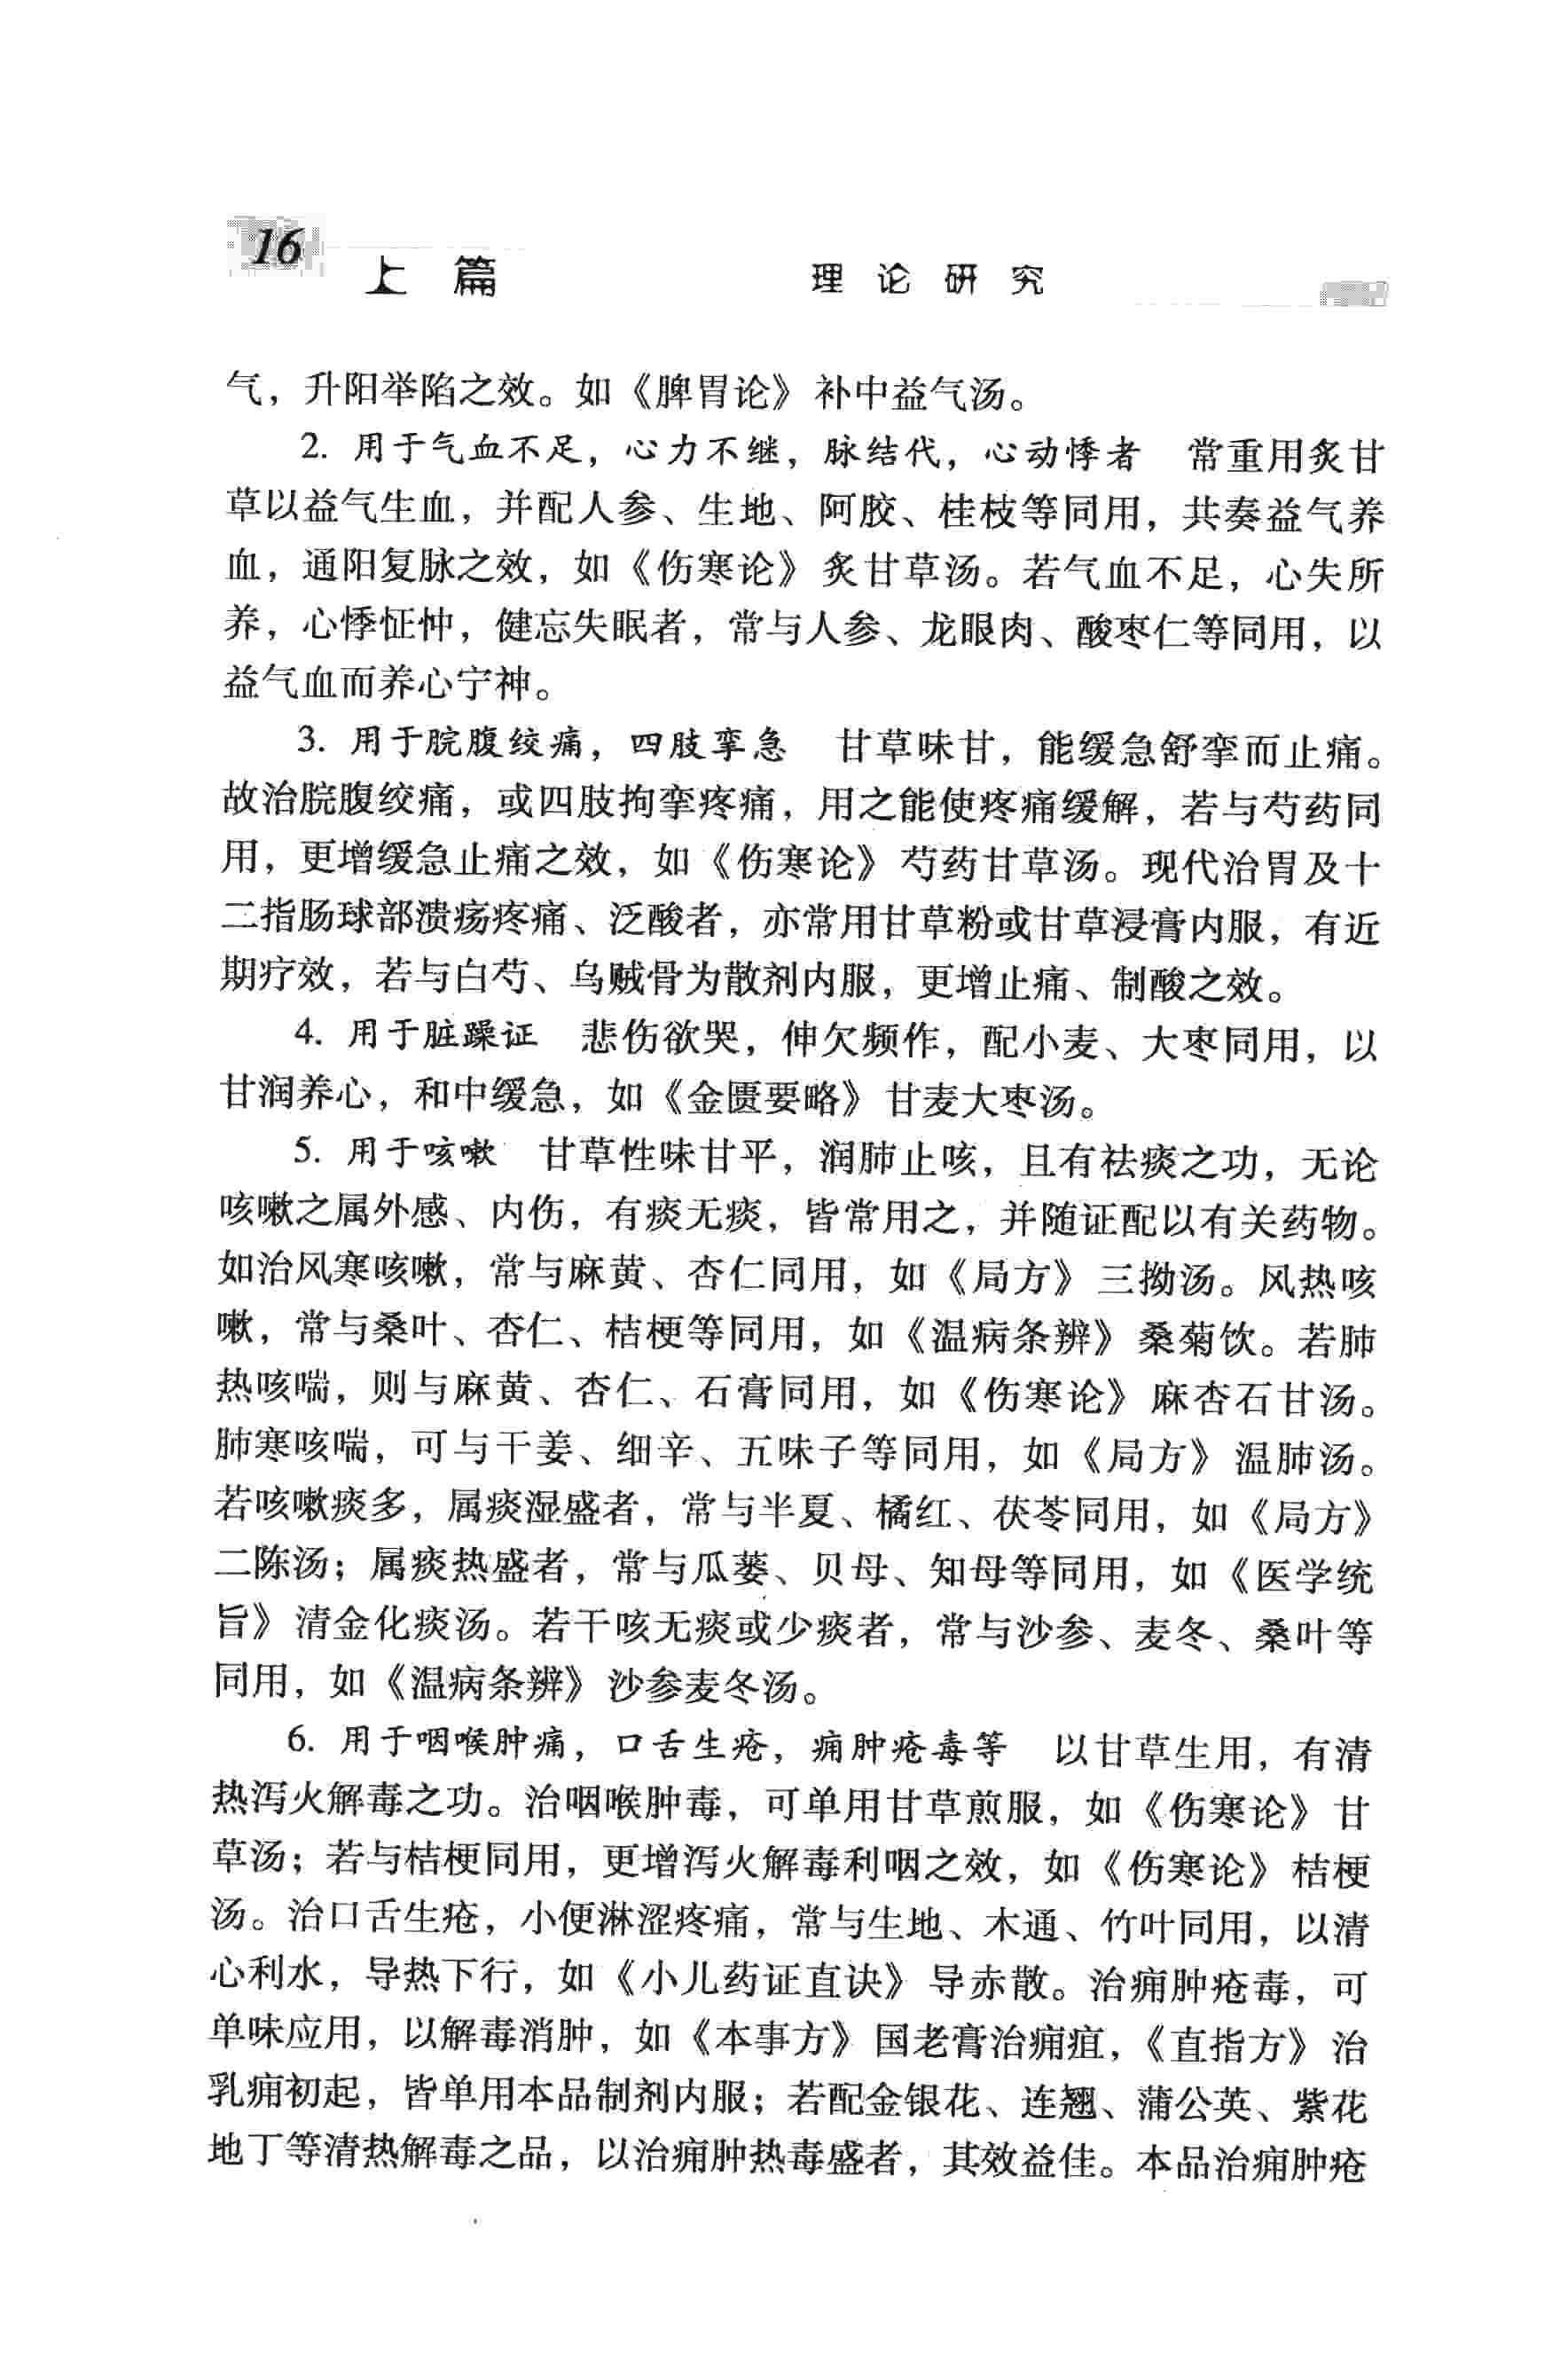 16
上篇 理论研究
气，升阳举陷之效。如《脾胃论》补中益气汤。
2. 用于气血不足，心力不继，脉结代，心动悸者　常重用炙甘
草以益气生血，并配人参、生地、阿胶、桂枝等同用，共奏益气养
血，通阳复脉之效，如《伤寒论》炙甘草汤。若气血不足，心失所
养，心悸怔忡，健忘失眠者，常与人参、龙眼肉、酸枣仁等同用，以
益气血而养心宁神。
3. 用于脘腹绞痛，四肢挛急　甘草味甘，能缓急舒挛而止痛。
故治脘腹绞痛，或四肢拘挛疼痛，用之能使疼痛缓解，若与芍药同
用，更增缓急止痛之效，如《伤寒论》芍药甘草汤。现代治胃及十
二指肠球部溃疡疼痛、泛酸者，亦常用甘草粉或甘草浸膏内服，有近
期疗效，若与白芍、乌贼骨为散剂内服，更增止痛、制酸之效。
4. 用于脏躁证　悲伤欲哭，伸欠频作，配小麦、大枣同用，以
甘润养心，和中缓急，如《金匮要略》甘麦大枣汤。
5. 用于咳嗽　甘草性味甘平，润肺止咳，且有祛痰之功，无论
咳嗽之属外感、内伤，有痰无痰，皆常用之，并随证配以有关药物。
如治风寒咳嗽，常与麻黄、杏仁同用，如《局方》三拗汤。风热咳
嗽，常与桑叶、杏仁、桔梗等同用，如《温病条辨》桑菊饮。若肺
热咳喘，则与麻黄、杏仁、石膏同用，如《伤寒论》麻杏石甘汤。
肺寒咳喘，可与干姜、细辛、五味子等同用，如《局方》温肺汤。
若咳嗽痰多，属痰湿盛者，常与半夏、橘红、茯苓同用，如《局方》
二陈汤；属痰热盛者，常与瓜蒌、贝母、知母等同用，如《医学统
旨》清金化痰汤。若干咳无痰或少痰者，常与沙参、麦冬、桑叶等
同用，如《温病条辨》沙参麦冬汤。
6. 用于咽喉肿痛，口舌生疮，痈肿疮毒等　以甘草生用，有清
热泻火解毒之功。治咽喉肿毒，可单用甘草煎服，如《伤寒论》甘
草汤；若与桔梗同用，更增泻火解毒利咽之效，如《伤寒论》桔梗
汤。治口舌生疮，小便淋涩疼痛，常与生地、木通、竹叶同用，以清
心利水，导热下行，如《小儿药证直诀》导赤散。治痈肿疮毒，可
单味应用，以解毒消肿，如《本事方》国老膏治痈疽，《直指方》治
乳痈初起，皆单用本品制剂内服；若配金银花、连翘、蒲公英、紫花
地丁等清热解毒之品，以治痈肿热毒盛者，其效益佳。本品治痈肿疮